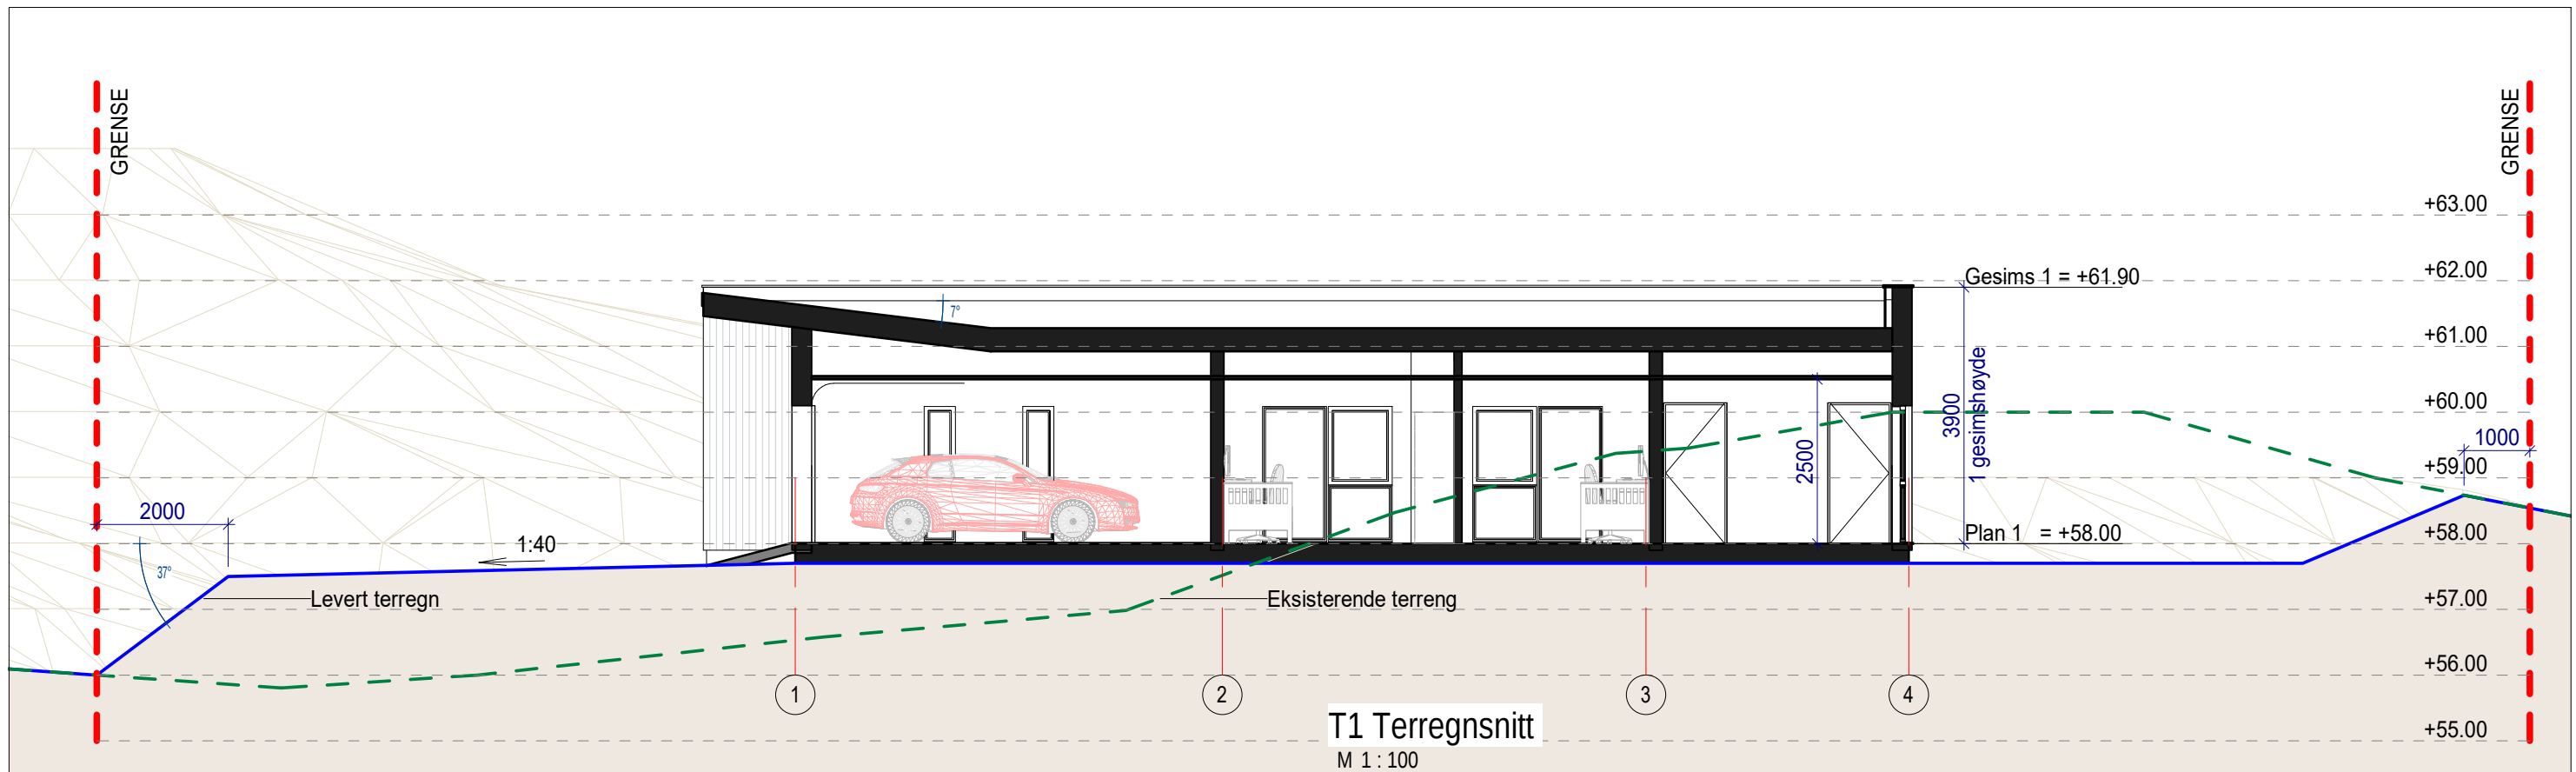 GRENSE
GRENSE
+63.00
+62.00
Gesims 1 = +61.90
7°
+61.00
3900
1 gesimshøyde
+60.00
1000
2500
+59.00
2000
Plan 1 = +58.00
+58.00
1:40
37°
Levert terregn
Eksisterende terreng
+57.00
+56.00
1
2
3
4
T1 Terregnsnitt
+55.00
M 1 : 100